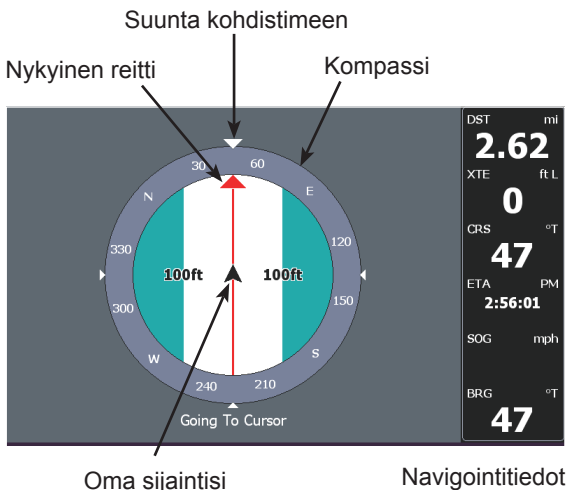 Suunta kohdistimeen
Nykyinen reitti
Kompassi
DST mi
2.62
XTE ft L
0
CRS °T
47
ETA PM
2:56:01
SOG mph
BRG °T
47
30
60
N
E
330
120
100ft
100ft
300
150
W
S
240
210
Going To Cursor
Oma sijaintisi
Navigointitiedot